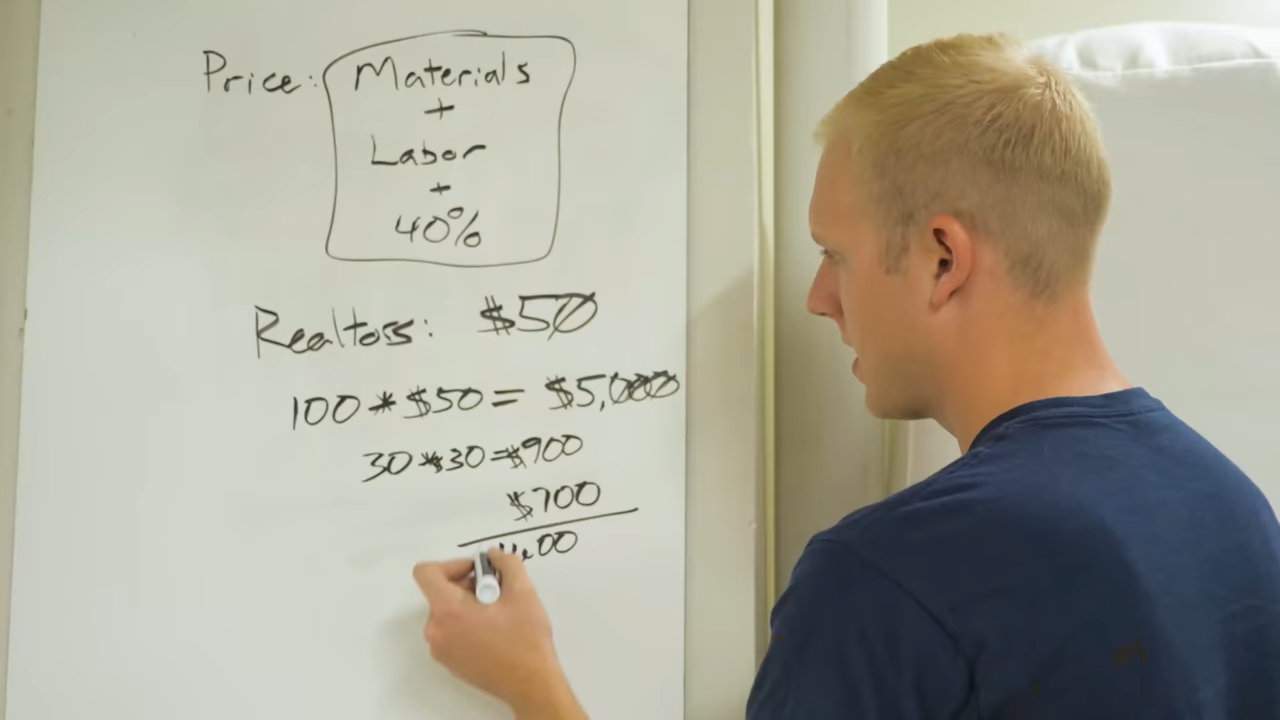 Price: Materials
+
Labor
+
40%
Realtors: $50
100 * $50 = $5,000
30 * 30 = $900
$700